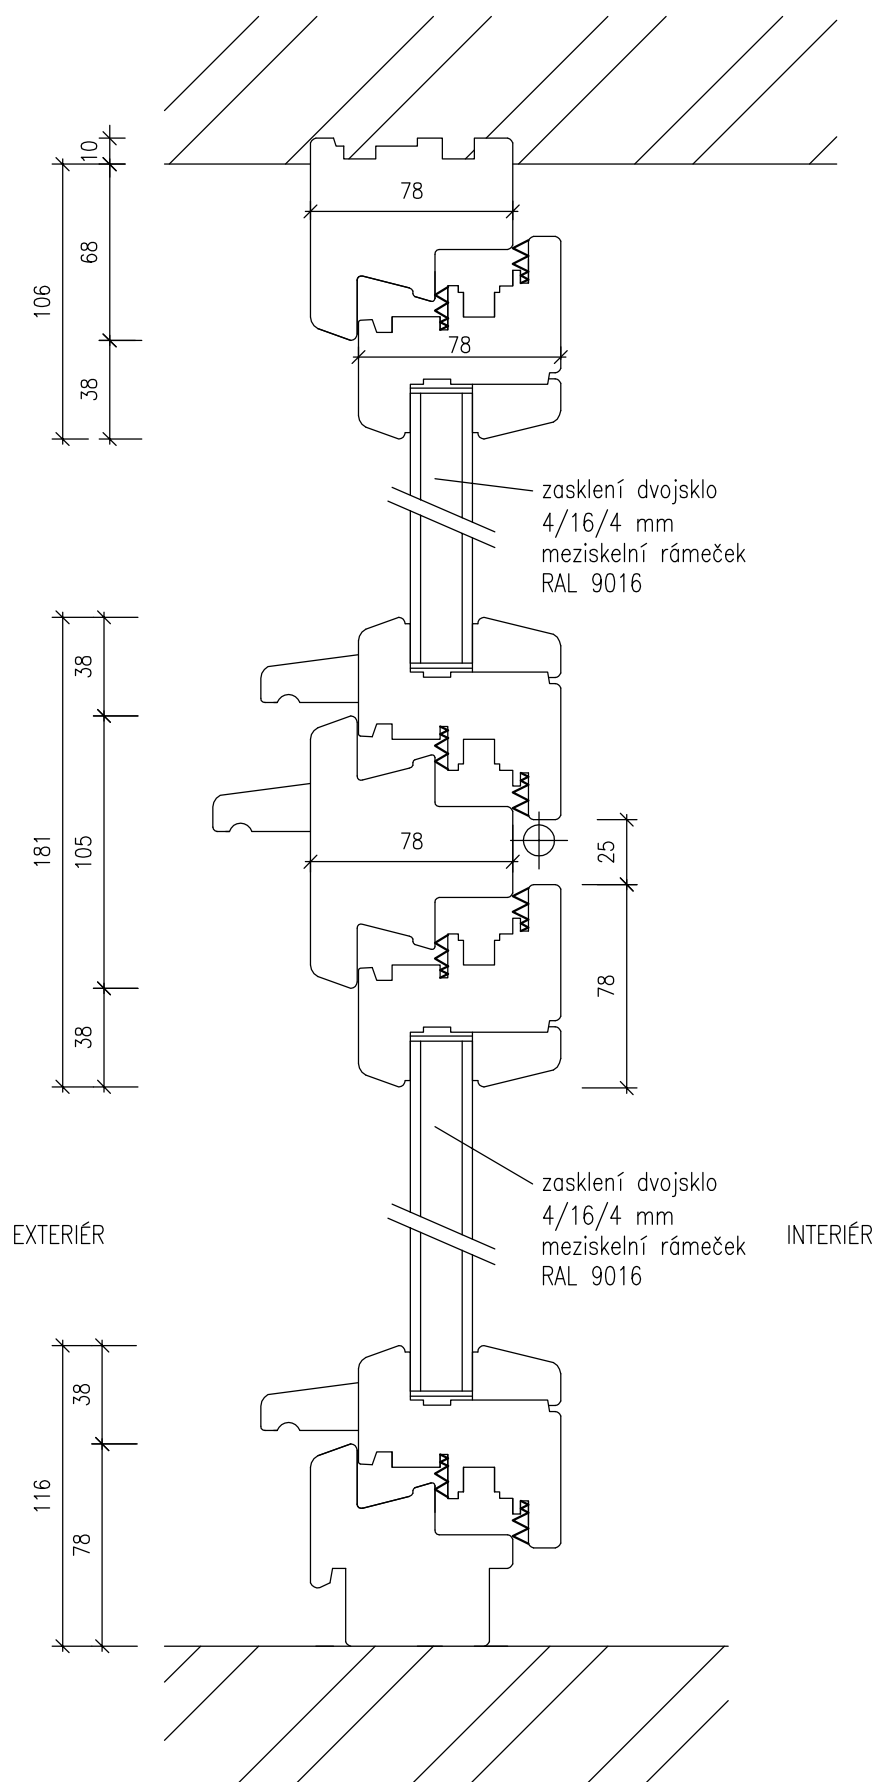 10
78
68
106
78
38
zasklení dvojsklo
4/16/4 mm
meziskelní rámeček
RAL 9016
38
78
181
105
25
78
38
zasklení dvojsklo
4/16/4 mm
meziskelní rámeček
RAL 9016
EXTERIÉR
INTERIÉR
38
116
78